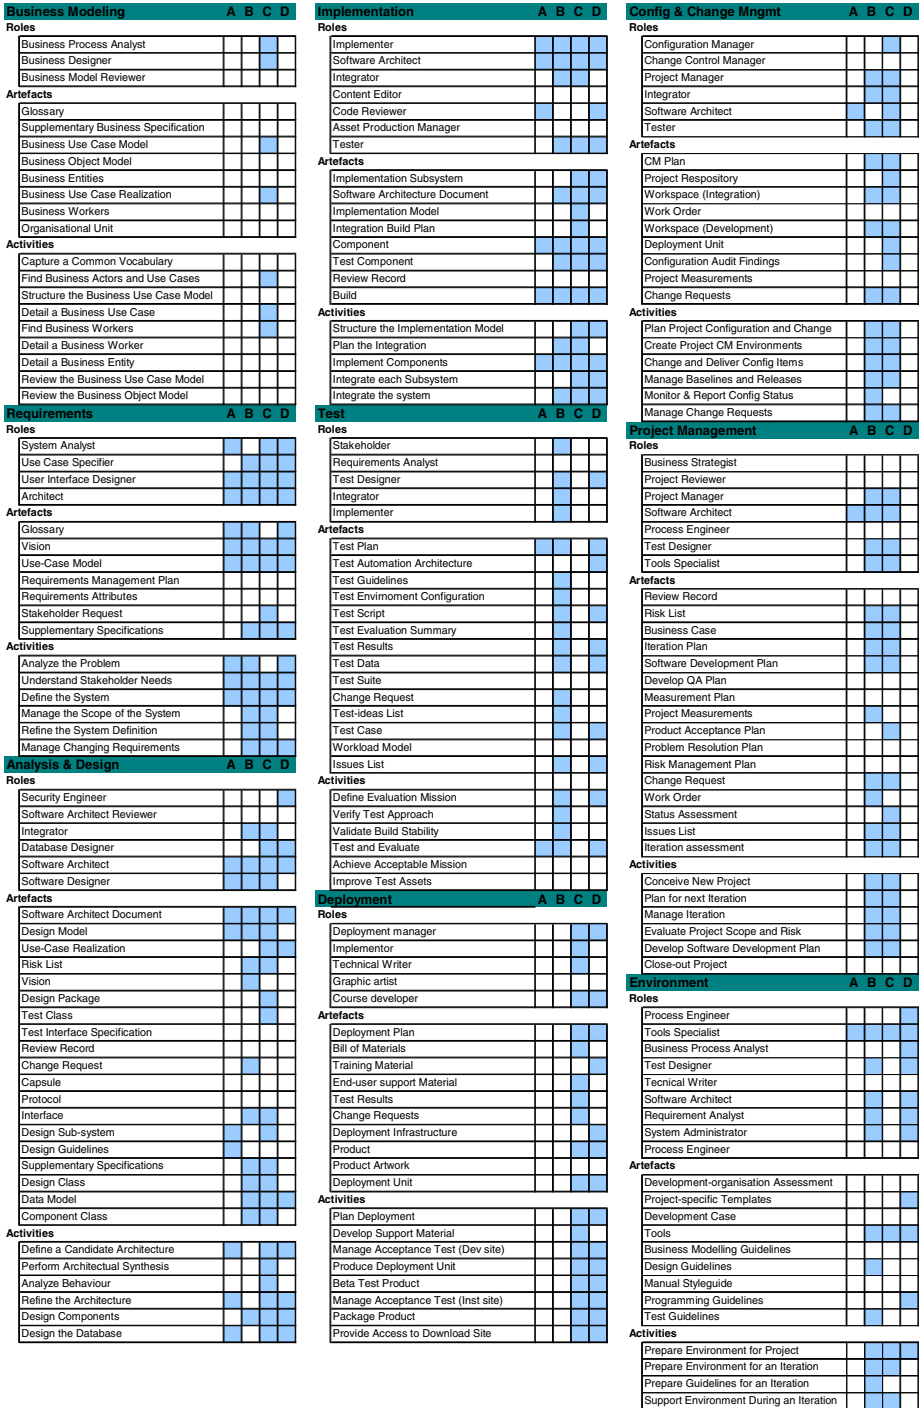 Business Modeling A B C D
Roles
Business Process Analyst
Business Designer
Business Model Reviewer
Artefacts
Glossary
Supplementary Business Specification
Business Use Case Model
Business Object Model
Business Entities
Business Use Case Realization
Business Workers
Organisational Unit
Activities
Capture a Common Vocabulary
Find Business Actors and Use Cases
Structure the Business Use Case Model
Detail a Business Use Case
Find Business Workers
Detail a Business Worker
Detail a Business Entity
Review the Business Use Case Model
Review the Business Object Model
Requirements A B C D
Roles
System Analyst
Use Case Specifier
User Interface Designer
Architect
Artefacts
Glossary
Vision
Use-Case Model
Requirements Management Plan
Requirements Attributes
Stakeholder Request
Supplementary Specifications
Activities
Analyze the Problem
Understand Stakeholder Needs
Define the System
Manage the Scope of the System
Refine the System Definition
Manage Changing Requirements
Analysis & Design A B C D
Roles
Security Engineer
Software Architect Reviewer
Integrator
Database Designer
Software Architect
Software Designer
Artefacts
Software Architect Document
Design Model
Use-Case Realization
Risk List
Vision
Design Package
Test Class
Test Interface Specification
Review Record
Change Request
Capsule
Protocol
Interface
Design Sub-system
Design Guidelines
Supplementary Specifications
Design Class
Data Model
Component Class
Activities
Define a Candidate Architecture
Perform Architectual Synthesis
Analyze Behaviour
Refine the Architecture
Design Components
Design the Database
Implementation A B C D
Roles
Implementer
Software Architect
Integrator
Content Editor
Code Reviewer
Asset Production Manager
Tester
Artefacts
Implementation Subsystem
Software Architecture Document
Implementation Model
Integration Build Plan
Component
Test Component
Review Record
Build
Activities
Structure the Implementation Model
Plan the Integration
Implement Components
Integrate each Subsystem
Integrate the system
Test A B C D
Roles
Stakeholder
Requirements Analyst
Test Designer
Integrator
Implementer
Artefacts
Test Plan
Test Automation Architecture
Test Guidelines
Test Envirnoment Configuration
Test Script
Test Evaluation Summary
Test Results
Test Data
Test Suite
Change Request
Test-ideas List
Test Case
Workload Model
Issues List
Activities
Define Evaluation Mission
Verify Test Approach
Validate Build Stability
Test and Evaluate
Achieve Acceptable Mission
Improve Test Assets
Deployment A B C D
Roles
Deployment manager
Implementor
Technical Writer
Graphic artist
Course developer
Artefacts
Deployment Plan
Bill of Materials
Training Material
End-user support Material
Test Results
Change Requests
Deployment Infrastructure
Product
Product Artwork
Deployment Unit
Activities
Plan Deployment
Develop Support Material
Manage Acceptance Test (Dev site)
Produce Deployment Unit
Beta Test Product
Manage Acceptance Test (Inst site)
Package Product
Provide Access to Download Site
Config & Change Mngmt A B C D
Roles
Configuration Manager
Change Control Manager
Project Manager
Integrator
Software Architect
Tester
Artefacts
CM Plan
Project Respository
Workspace (Integration)
Work Order
Workspace (Development)
Deployment Unit
Configuration Audit Findings
Project Measurements
Change Requests
Activities
Plan Project Configuration and Change
Create Project CM Environments
Change and Deliver Config Items
Manage Baselines and Releases
Monitor & Report Config Status
Manage Change Requests
Project Management A B C D
Roles
Business Strategist
Project Reviewer
Project Manager
Software Architect
Process Engineer
Test Designer
Tools Specialist
Artefacts
Review Record
Risk List
Business Case
Iteration Plan
Software Development Plan
Develop QA Plan
Measurement Plan
Project Measurements
Product Acceptance Plan
Problem Resolution Plan
Risk Management Plan
Change Request
Work Order
Status Assessment
Issues List
Iteration assessment
Activities
Conceive New Project
Plan for next Iteration
Manage Iteration
Evaluate Project Scope and Risk
Develop Software Development Plan
Close-out Project
Environment A B C D
Roles
Process Engineer
Tools Specialist
Business Process Analyst
Test Designer
Tecnical Writer
Software Architect
Requirement Analyst
System Administrator
Process Engineer
Artefacts
Development-organisation Assessment
Project-specific Templates
Development Case
Tools
Business Modelling Guidelines
Design Guidelines
Manual Styleguide
Programming Guidelines
Test Guidelines
Activities
Prepare Environment for Project
Prepare Environment for an Iteration
Prepare Guidelines for an Iteration
Support Environment During an Iteration